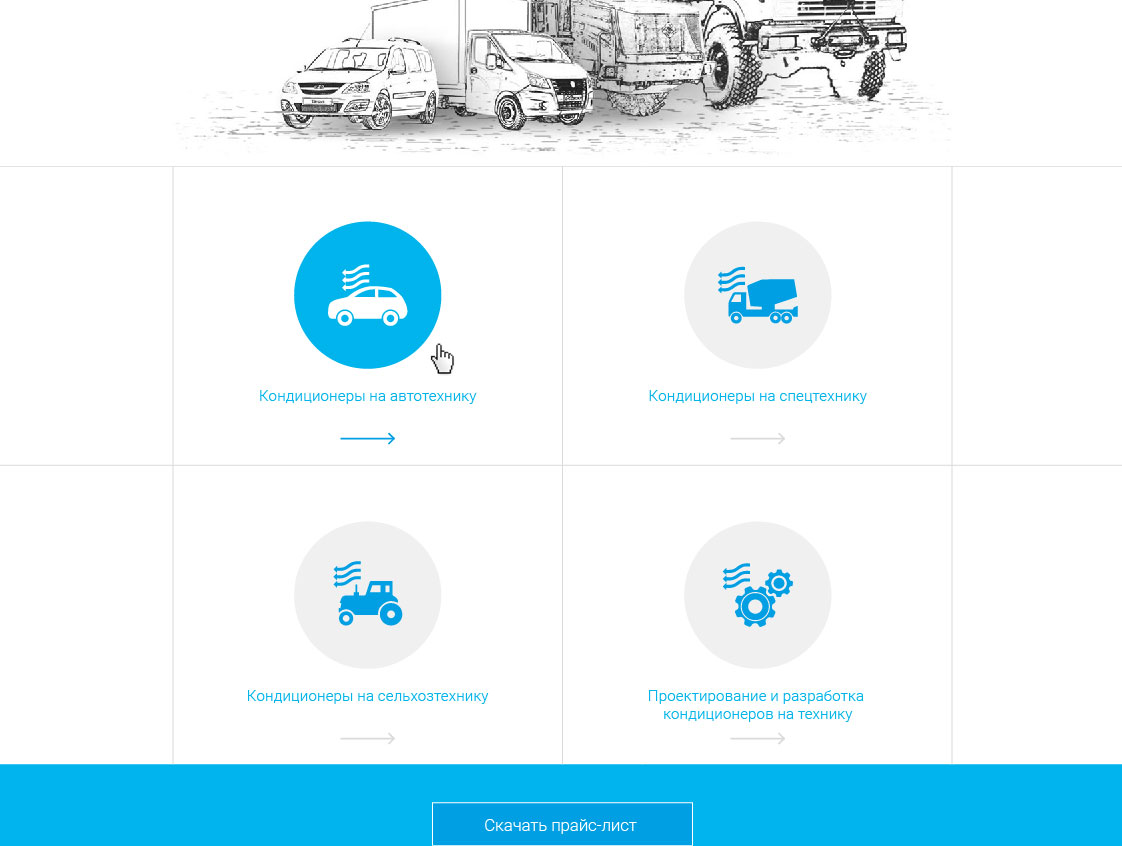 Кондиционеры на автотехнику
Кондиционеры на спецтехнику
Кондиционеры на сельхозтехнику
Проектирование и разработка
кондиционеров на технику
Скачать прайс-лист